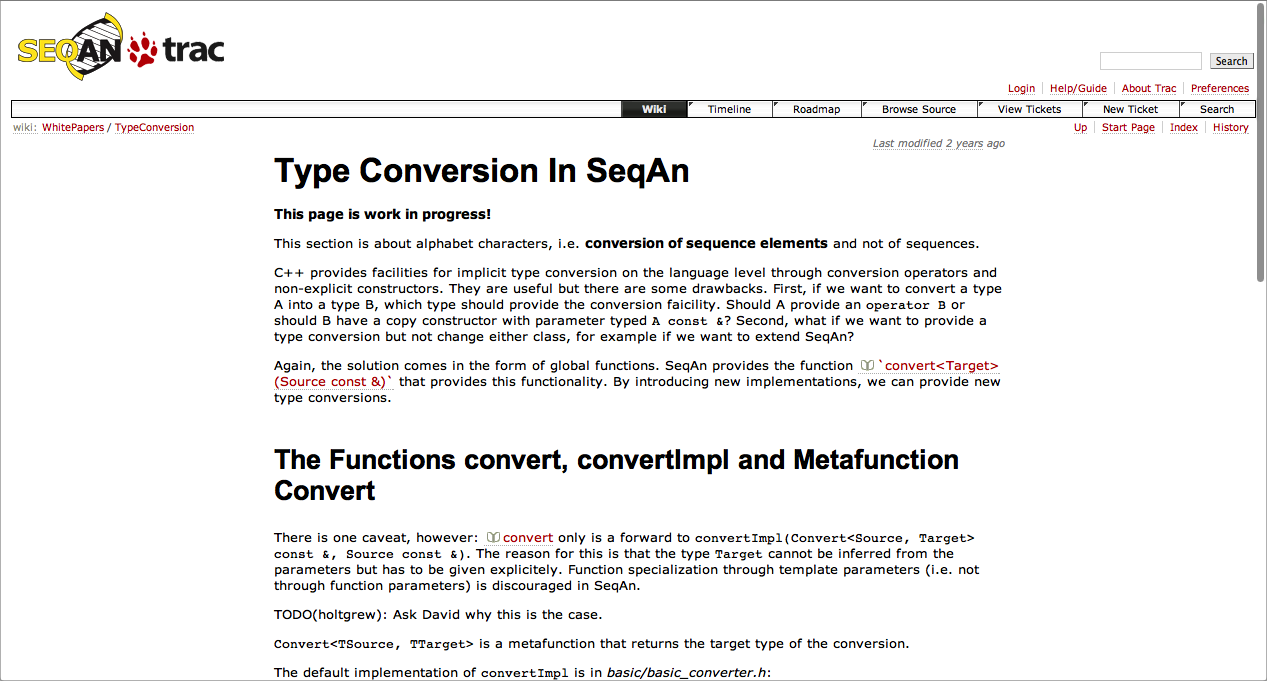 SEQAN trac
Search
Login Help/Guide About Trac Preferences
Wiki Timeline Roadmap Browse Source View Tickets New Ticket Search
wiki: WhitePapers / TypeConversion
Up Start Page Index History
Last modified 2 years ago
Type Conversion In SeqAn
This page is work in progress!
This section is about alphabet characters, i.e. conversion of sequence elements and not of sequences.
C++ provides facilities for implicit type conversion on the language level through conversion operators and
non-explicit constructors. They are useful but there are some drawbacks. First, if we want to convert a type
A into a type B, which type should provide the conversion faicility. Should A provide an operator B or
should B have a copy constructor with parameter typed A const &? Second, what if we want to provide a
type conversion but not change either class, for example if we want to extend SeqAn?
Again, the solution comes in the form of global functions. SeqAn provides the function `convert<Target>
(Source const &)` that provides this functionality. By introducing new implementations, we can provide new
type conversions.
The Functions convert, convertImpl and Metafunction
Convert
There is one caveat, however: convert only is a forward to convertImpl(Convert<Source, Target>
const &, Source const &). The reason for this is that the type Target cannot be inferred from the
parameters but has to be given explicitely. Function specialization through template parameters (i.e. not
through function parameters) is discouraged in SeqAn.
TODO(holtgrew): Ask David why this is the case.
Convert<TSource, TTarget> is a metafunction that returns the target type of the conversion.
The default implementation of convertImpl is in basic/basic_converter.h: